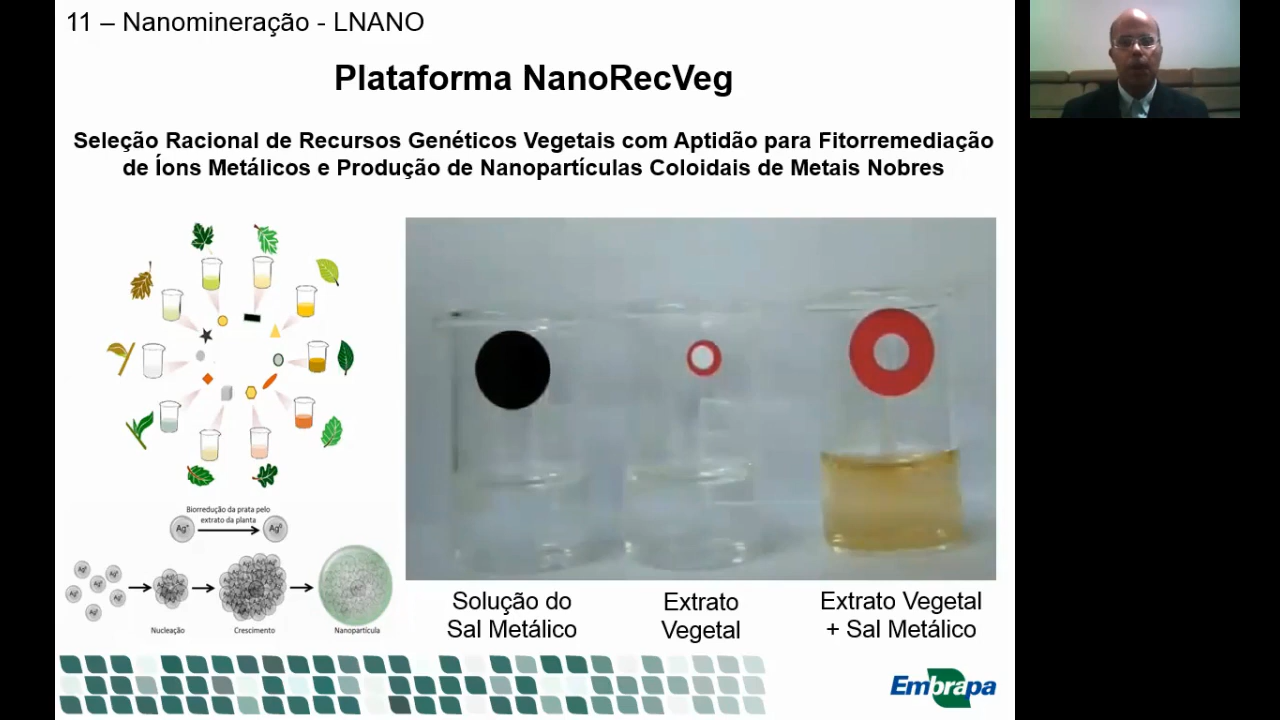 11 – Nanomineração - LNANO
Plataforma NanoRecVeg
Seleção Racional de Recursos Genéticos Vegetais com Aptidão para Fitorremediação
de Íons Metálicos e Produção de Nanopartículas Coloidais de Metais Nobres
Biorredução da prata pelo
extrato da planta
Ag⁺
Ag⁰
Nucleação
Crescimento
Nanopartícula
Solução do
Sal Metálico
Extrato
Vegetal
Extrato Vegetal
+ Sal Metálico
Embrapa